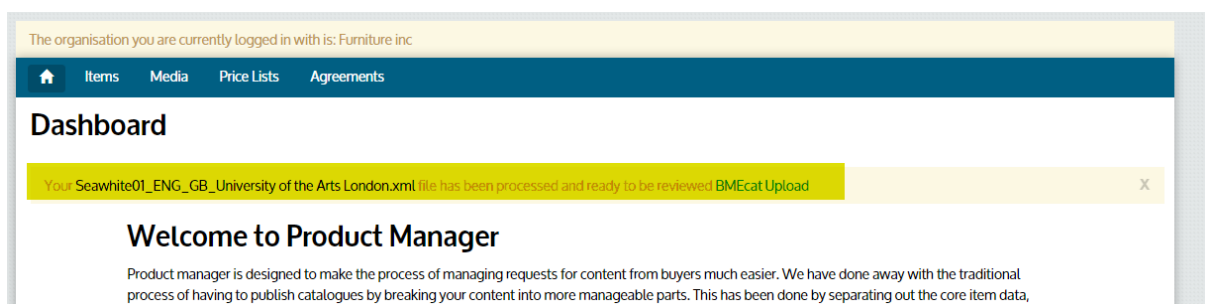 The organisation you are currently logged in with is: Furniture inc
Items Media Price Lists Agreements
Dashboard
Your Seawhite01_ENG_GB_University of the Arts London.xml file has been processed and ready to be reviewed BMEcat Upload X
Welcome to Product Manager
Product manager is designed to make the process of managing requests for content from buyers much easier. We have done away with the traditional
process of having to publish catalogues by breaking your content into more manageable parts. This has been done by separating out the core item data,